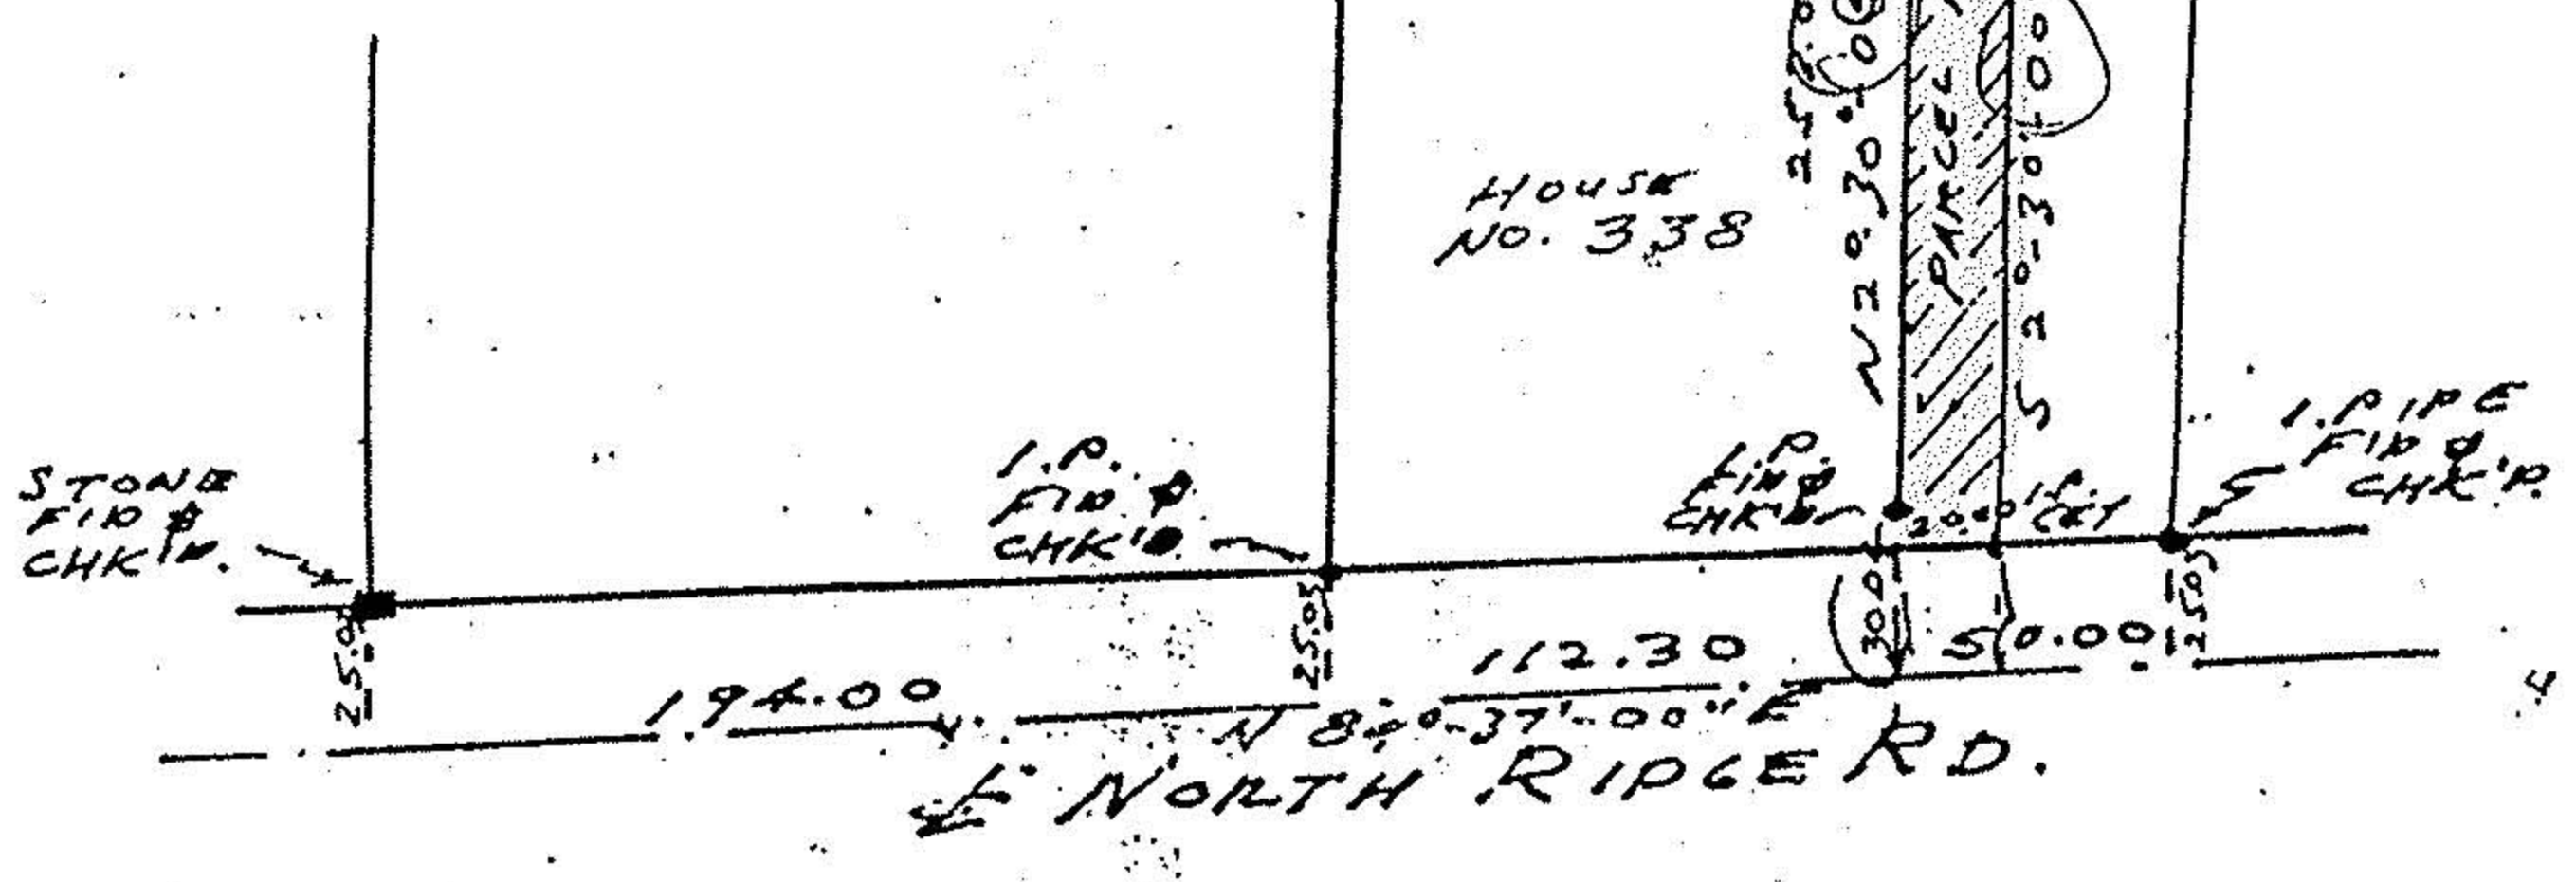 HOUSE
NO. 338
PARCEL
N 2°-30'-
S 2°-30'-00
STONE
FND &
CHK'D.
I.P.
FND. &
CHK'D.
I.P.
FND &
CHK'D
20.00'
I.P.
SET
I. PIPE
FND &
CHK'D.
25.05
25.05
30.05
25.05
194.00
112.30
50.00
°-37'-00" E
℄ NORTH RIDGE RD.